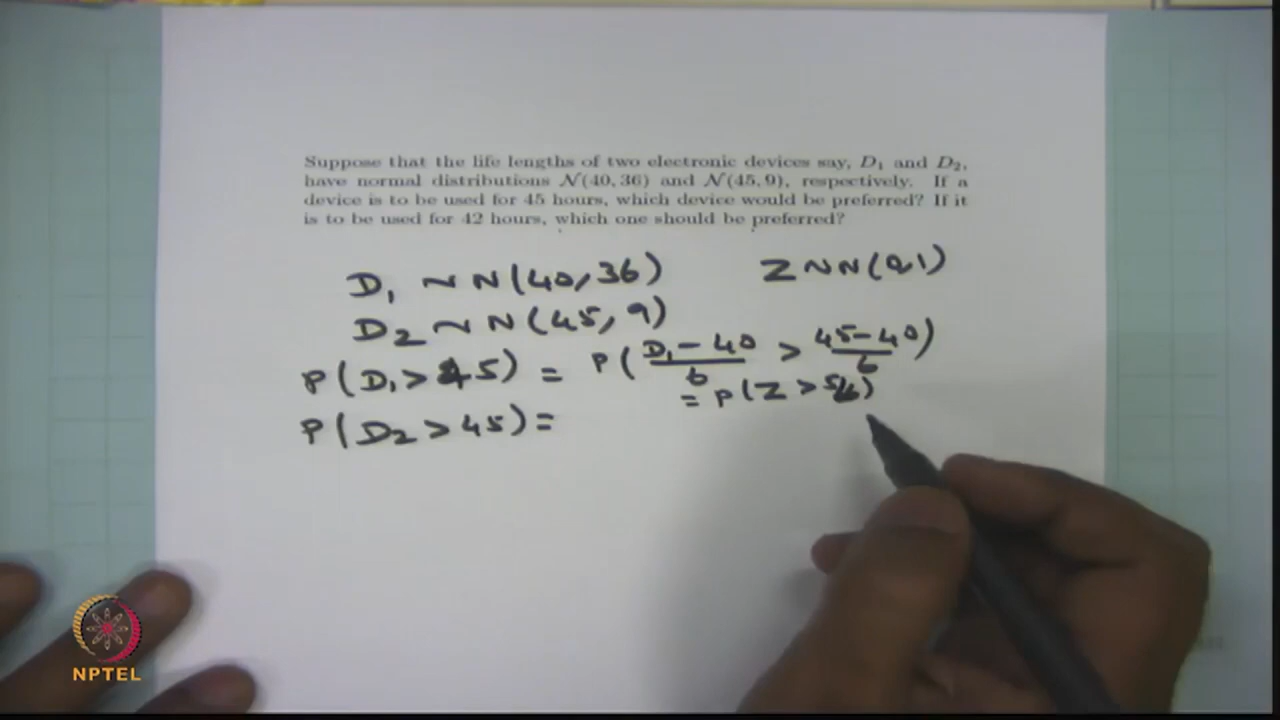 Suppose that the life lengths of two electronic devices say, D₁ and D₂,
have normal distributions N(40, 36) and N(45, 9), respectively. If a
device is to be used for 45 hours, which device would be preferred? If it
is to be used for 42 hours, which one should be preferred?
D₁ ~ N(40, 36) Z ~ N(0,1)
D₂ ~ N(45, 9)
P(D₁ > 45) = P((D₁ - 40)/6 > (45-40)/6)
= P(Z > 5/6)
P(D₂ > 45) =
NPTEL